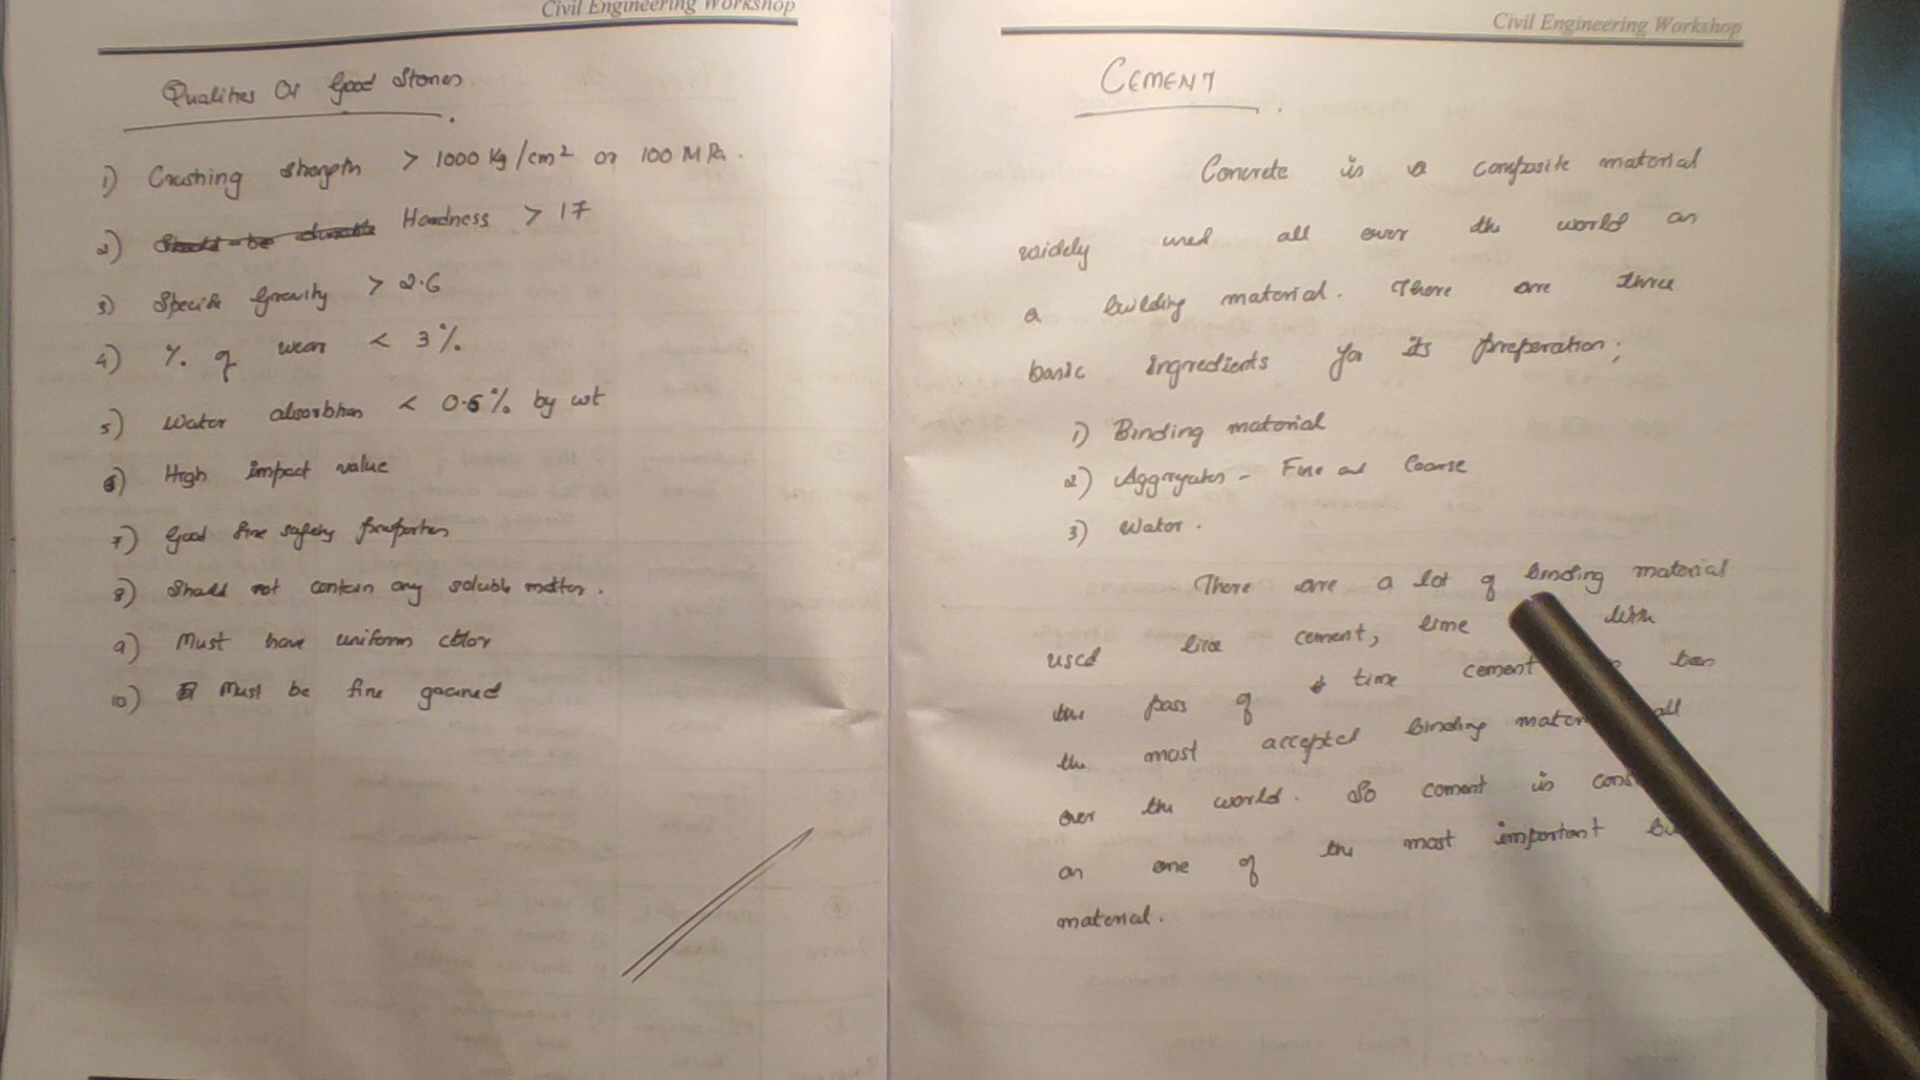 Civil Engineering Workshop
Qualities Of Good Stones
1) Crushing strength > 1000 Kg/cm² or 100 MPa.
2) Hardness > 17
3) Specific gravity > 2.6
4) % of wear < 3%.
5) Water absorbtion < 0.6% by wt
6) High impact value
7) Good fire safety properties
8) Should not contain any soluble matter.
9) Must have uniform color
10) Must be fine grained
Civil Engineering Workshop
CEMENT
Concrete is a composite material
widely used all over the world as
a building material. There are three
basic ingredients for its preperation;
1) Binding material
2) Aggregates - Fine and Coarse
3) Water.
There are a lot of binding material
used like cement, lime With
the pass of time cement
the most accepted binding all
over the world. So cement is
as one of the most important
material.